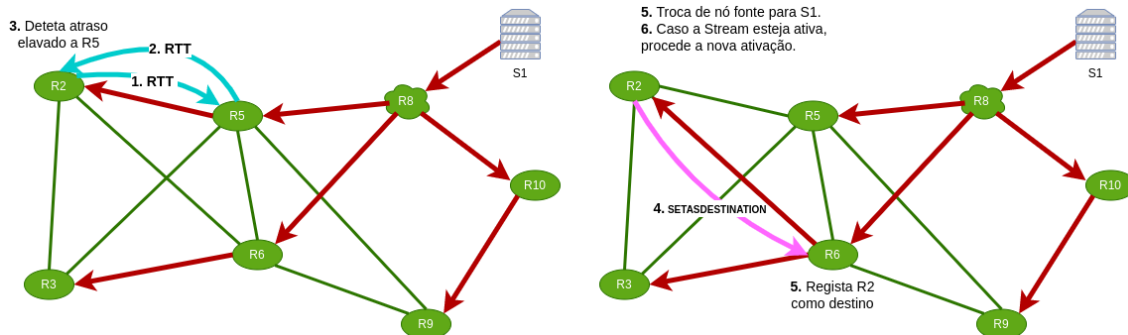 3. Deteta atraso
elavado a R5
2. RTT
1. RTT
S1
R2
R5
R8
R10
R6
R3
R9
5. Troca de nó fonte para S1.
6. Caso a Stream esteja ativa,
procede a nova ativação.
S1
R2
R5
R8
R10
4. SETASDESTINATION
R6
R3
5. Regista R2
como destino
R9